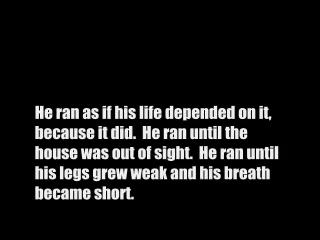 He ran as if his life depended on it,
because it did.  He ran until the
house was out of sight.  He ran until
his legs grew weak and his breath
became short.